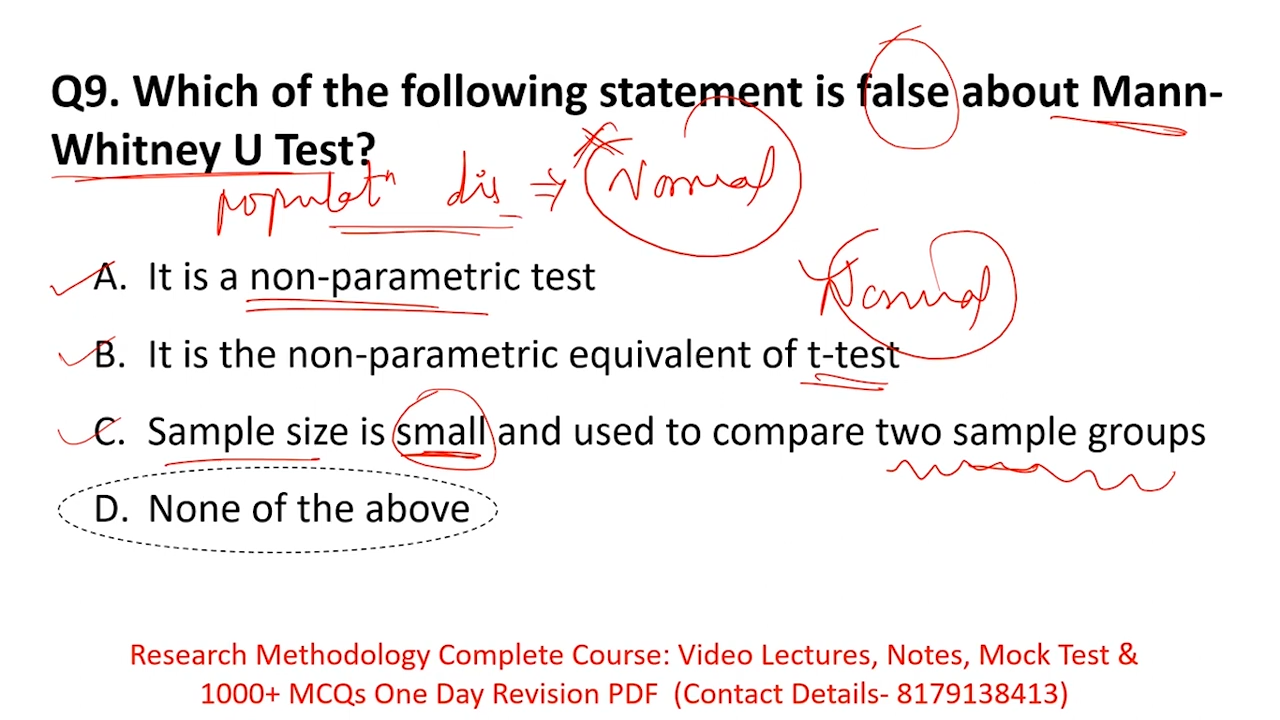 Q9. Which of the following statement is false about Mann-
Whitney U Test?
populatⁿ dis ⇒ Normal
A. It is a non-parametric test
Normal
B. It is the non-parametric equivalent of t-test
C. Sample size is small and used to compare two sample groups
D. None of the above
Research Methodology Complete Course: Video Lectures, Notes, Mock Test &
1000+ MCQs One Day Revision PDF (Contact Details- 8179138413)